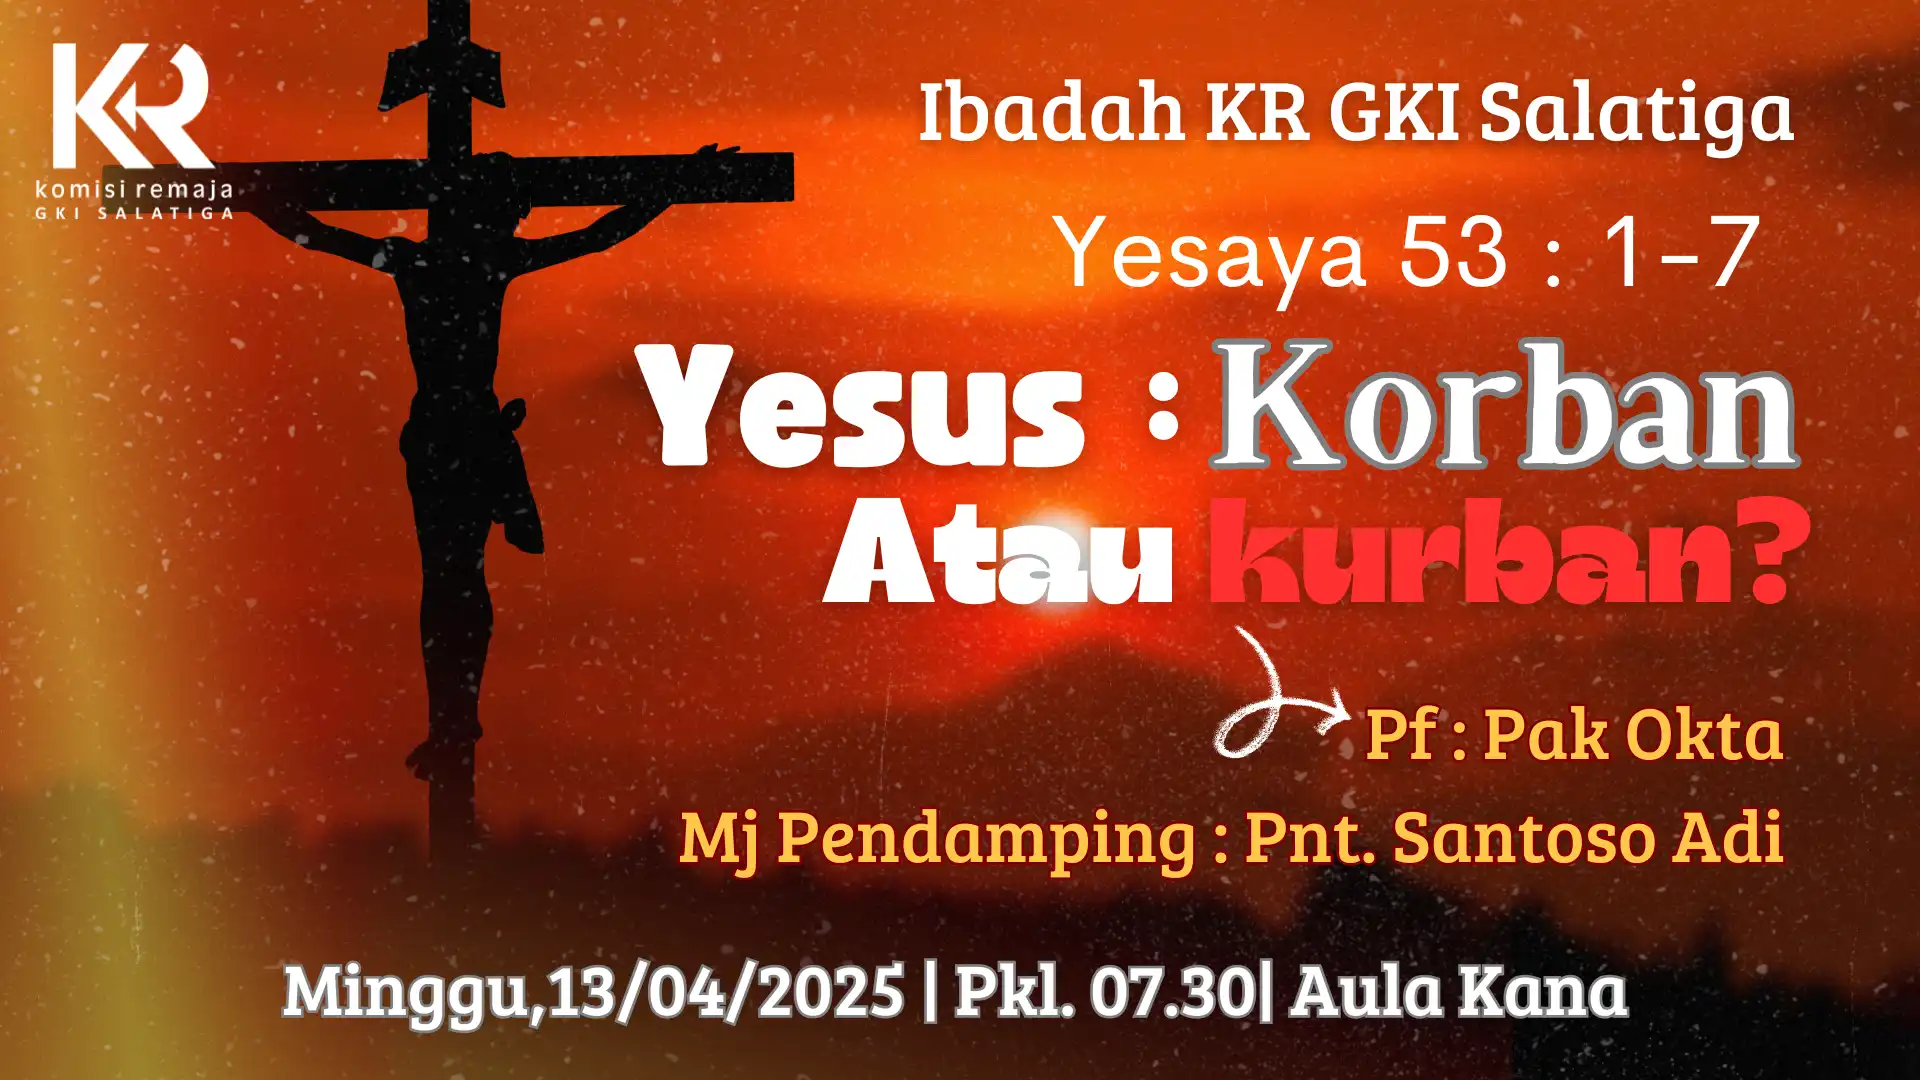 KR
komisi remaja
GKI SALATIGA
Ibadah KR GKI Salatiga
Yesaya 53 : 1-7
Yesus : Korban
Atau kurban?
Pf : Pak Okta
Mj Pendamping : Pnt. Santoso Adi
Minggu,13/04/2025 | Pkl. 07.30| Aula Kana